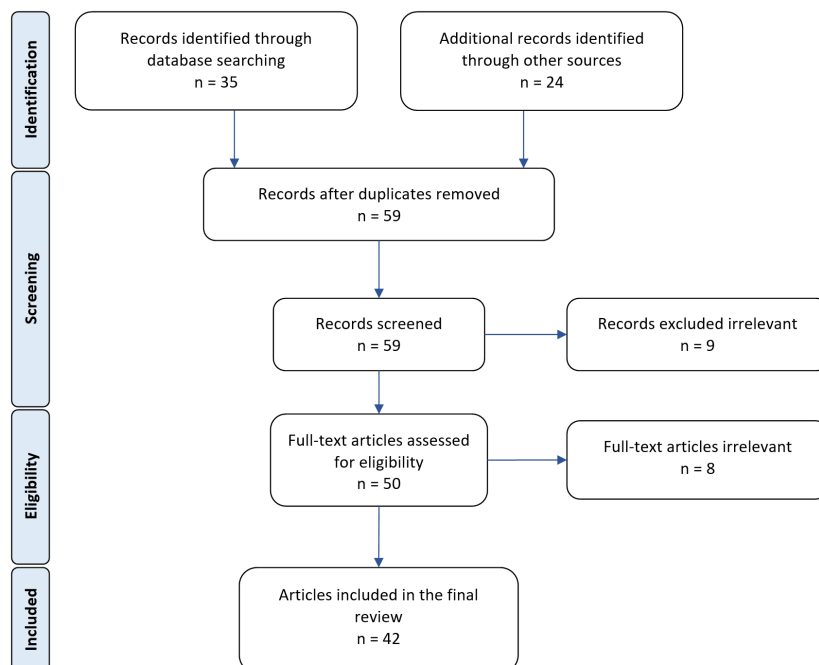 Identification
Records identified through
database searching
n = 35
Additional records identified
through other sources
n = 24
Screening
Records after duplicates removed
n = 59
Records screened
n = 59
Records excluded irrelevant
n = 9
Eligibility
Full-text articles assessed
for eligibility
n = 50
Full-text articles irrelevant
n = 8
Included
Articles included in the final
review
n = 42